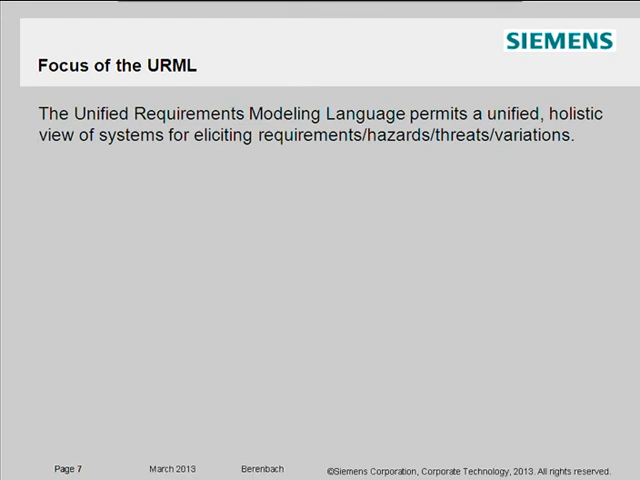 SIEMENS
Focus of the URML
The Unified Requirements Modeling Language permits a unified, holistic
view of systems for eliciting requirements/hazards/threats/variations.
Page 7 March 2013 Berenbach ©Siemens Corporation, Corporate Technology, 2013. All rights reserved.